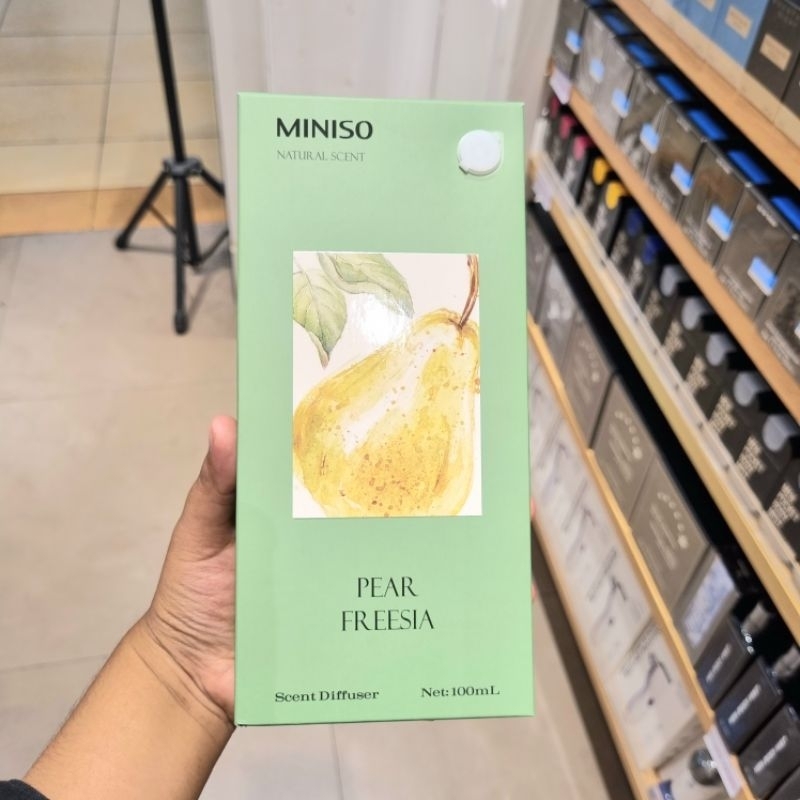 MINISO
NATURAL SCENT
PEAR
FREESIA
Scent Diffuser Net:100mL